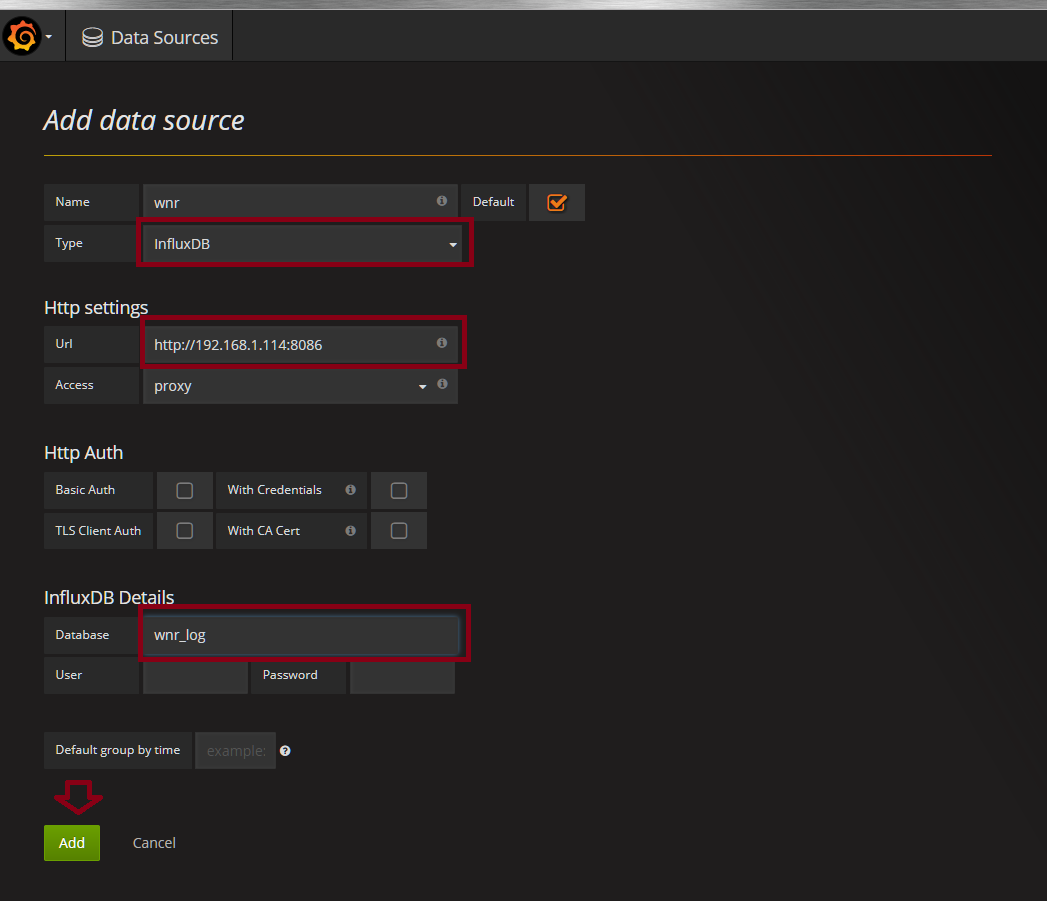 Data Sources
Add data source
Name wnr Default
Type InfluxDB
Http settings
Url http://192.168.1.114:8086
Access proxy
Http Auth
Basic Auth With Credentials
TLS Client Auth With CA Cert
InfluxDB Details
Database wnr_log
User Password
Default group by time example:
Add Cancel